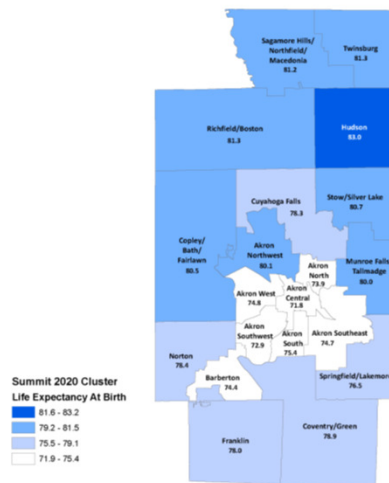 Sagamore Hills/
Northfield/
Macedonia
81.2
Twinsburg
81.3
Richfield/Boston
81.3
Hudson
83.0
Cuyahoga Falls
78.3
Stow/Silver Lake
80.7
Copley/
Bath/
Fairlawn
80.5
Akron
Northwest
80.1
Munroe Falls
Tallmadge
80.0
Akron
North
73.9
Akron West
74.8
Akron
Central
71.8
Akron
Southwest
72.9
Akron
South
75.4
Akron Southeast
74.7
Norton
78.4
Barberton
74.4
Springfield/Lakemore
76.5
Franklin
78.0
Coventry/Green
78.9
Summit 2020 Cluster
Life Expectancy At Birth
81.6 - 83.2
79.2 - 81.5
75.5 - 79.1
71.9 - 75.4